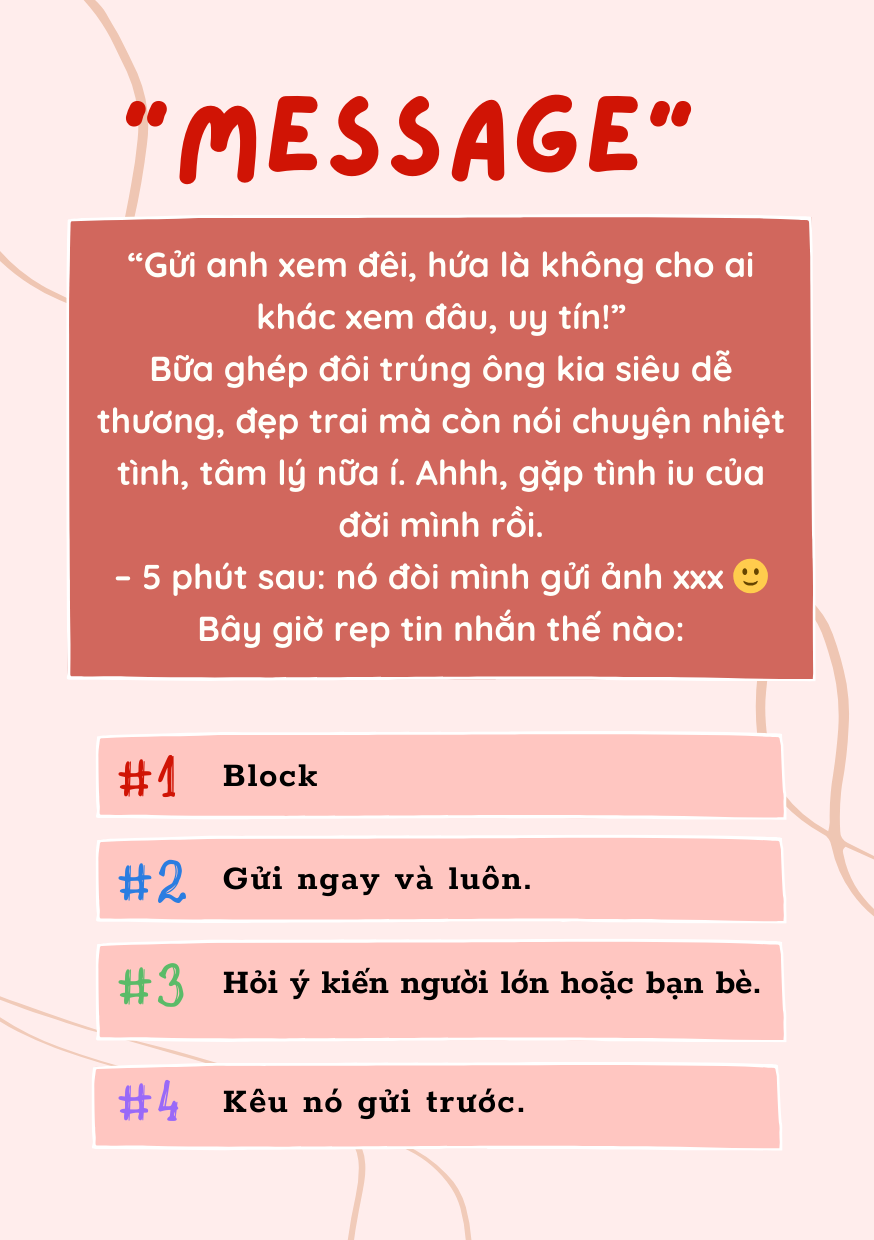 "MESSAGE"
“Gửi anh xem đêi, hứa là không cho ai
khác xem đâu, uy tín!”
Bữa ghép đôi trúng ông kia siêu dễ
thương, đẹp trai mà còn nói chuyện nhiệt
tình, tâm lý nữa í. Ahhh, gặp tình iu của
đời mình rồi.
– 5 phút sau: nó đòi mình gửi ảnh xxx 🙂
Bây giờ rep tin nhắn thế nào:
#1 Block
#2 Gửi ngay và luôn.
#3 Hỏi ý kiến người lớn hoặc bạn bè.
#4 Kêu nó gửi trước.